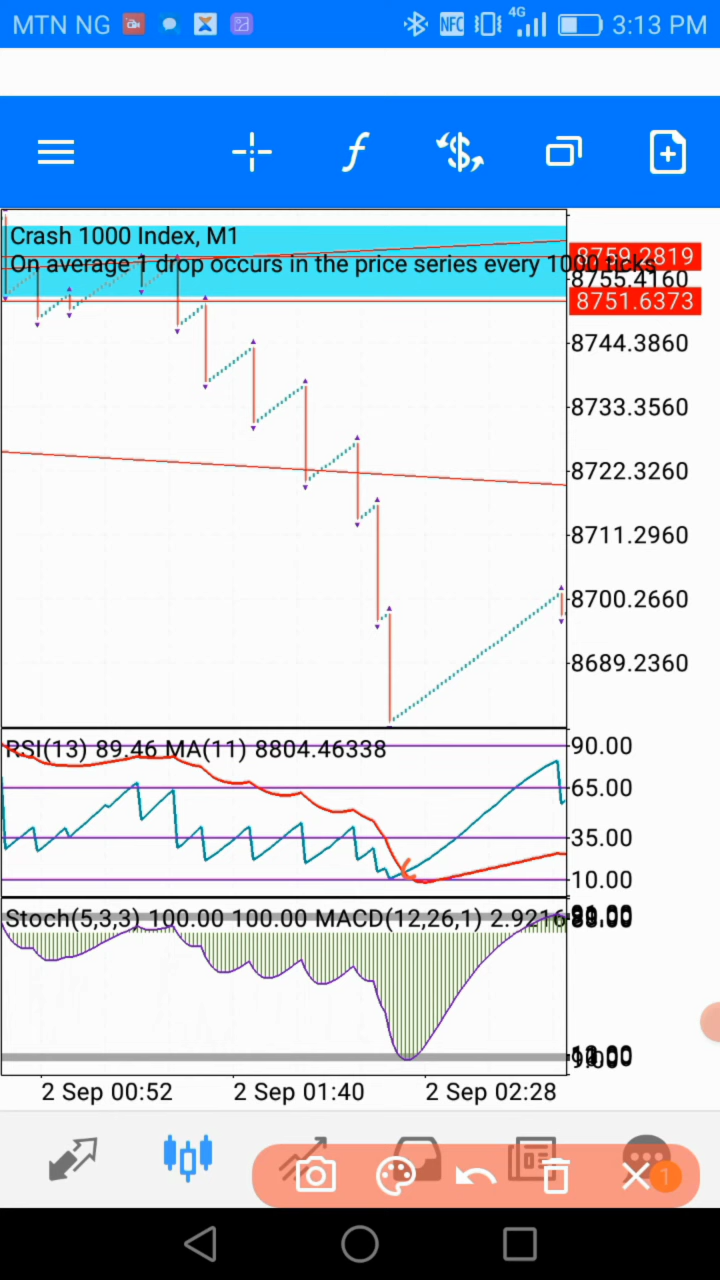 MTN NG 4G 3:13 PM
NFC
Crash 1000 Index, M1
On average 1 drop occurs in the price series every 1000 ticks
8759.2819
8755.4160
8751.6373
8744.3860
8733.3560
8722.3260
8711.2960
8700.2660
8689.2360
RSI(13) 89.46 MA(11) 8804.46338
90.00
65.00
35.00
10.00
Stoch(5,3,3) 100.00 100.00 MACD(12,26,1) 2.9216
2 Sep 00:52 2 Sep 01:40 2 Sep 02:28
1